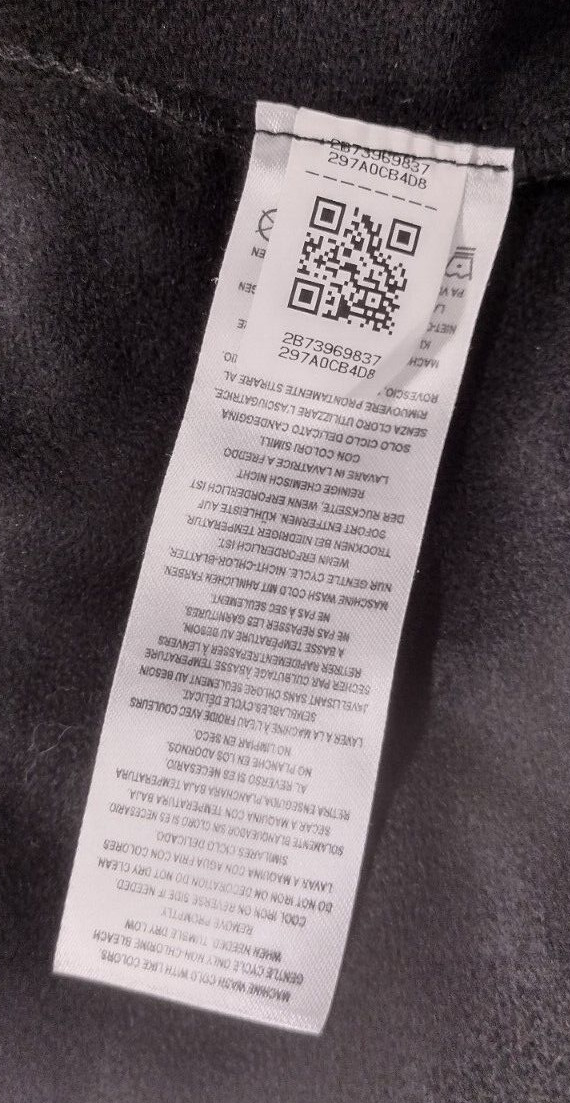 2B73969837
297A0CB4D8
2B73969837
297A0CB4D8
MACHINE WASH COLD WITH LIKE COLORS.
GENTLE CYCLE ONLY NON-CHLORINE BLEACH
WHEN NEEDED. TUMBLE DRY LOW
REMOVE PROMPTLY
COOL IRON ON REVERSE SIDE IF NEEDED.
DO NOT IRON ON DECORATION DO NOT DRY CLEAN.
LAVAR A MAQUINA CON AGUA FRIA CON COLORES
SIMILARES CICLO DELICADO
SOLAMENTE BLANQUEADOR SIN CLORO SI ES NECESARIO
SECAR A MAQUINA CON TEMPERATURA BAJA.
RETIRA ENSEGUIDA.PLANCHARA BAJA TEMPERATURA
AL REVERSO SI ES NECESARIO.
NO PLANCHE EN LOS ADORNOS.
NO LIMPIAR EN SECO.
LAVER A LA MACHINE À L'EAU FROIDE AVEC COULEURS
SEMBLABLES.CYCLE DÉLICAT.
JAVELLISANT SANS CHLORE SEULEMENT AU BESOIN
SECHER PAR CULBUTAGE ÀBASSE TEMPÉRATURE
RETIRER RAPIDEMENT.REPASSER À LENVERS
A BASSE TEMPÉRATURE AU BESOIN.
NE PAS REPASSER LES GARNITURES.
NE PAS À SEC SEULEMENT.
MASCHINE WASH COLD MIT AHNLICHEN FARBEN.
NUR GENTLE CYCLE. NICHT-CHLOR-BLATTER,
WENN ERFORDERLICH IST.
TROCKNEN BEI NIEDRIGER TEMPERATUR.
SOFORT ENTFERNEN. KÜHLEISTE AUF
DER RUCKSEITE, WENN ERFORDERLICH IST
REINIGE CHEMISCH NICHT
LAVARE IN LAVATRICE A FREDDO
CON COLORI SIMILI
SOLO CICLO DELICATO CANDEGGINA
SENZA CLORO UTILIZZARE L'ASCIUGATRICE.
RIMUOVERE PRONTAMENTE STIRARE AL
ROVESCIO
MACH